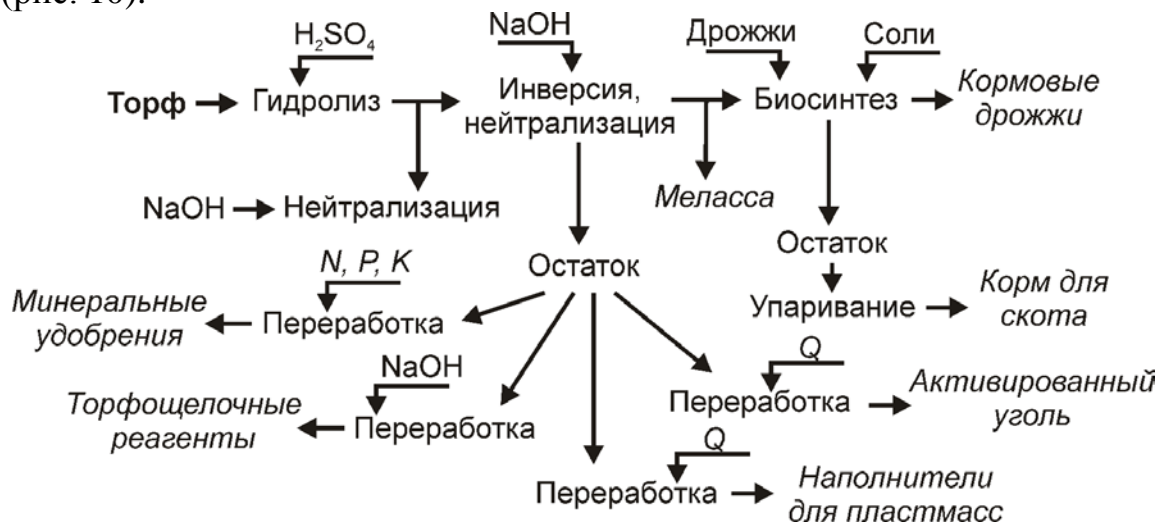 (рис. 16).
H₂SO₄
NaOH
Дрожжи
Соли
Торф
Гидролиз
Инверсия,
нейтрализация
Биосинтез
Кормовые
дрожжи
NaOH
Нейтрализация
Меласса
Остаток
Остаток
N, P, K
Минеральные
удобрения
Переработка
Упаривание
Корм для
скота
NaOH
Торфощелочные
реагенты
Переработка
Q
Переработка
Активированный
уголь
Q
Переработка
Наполнители
для пластмасс